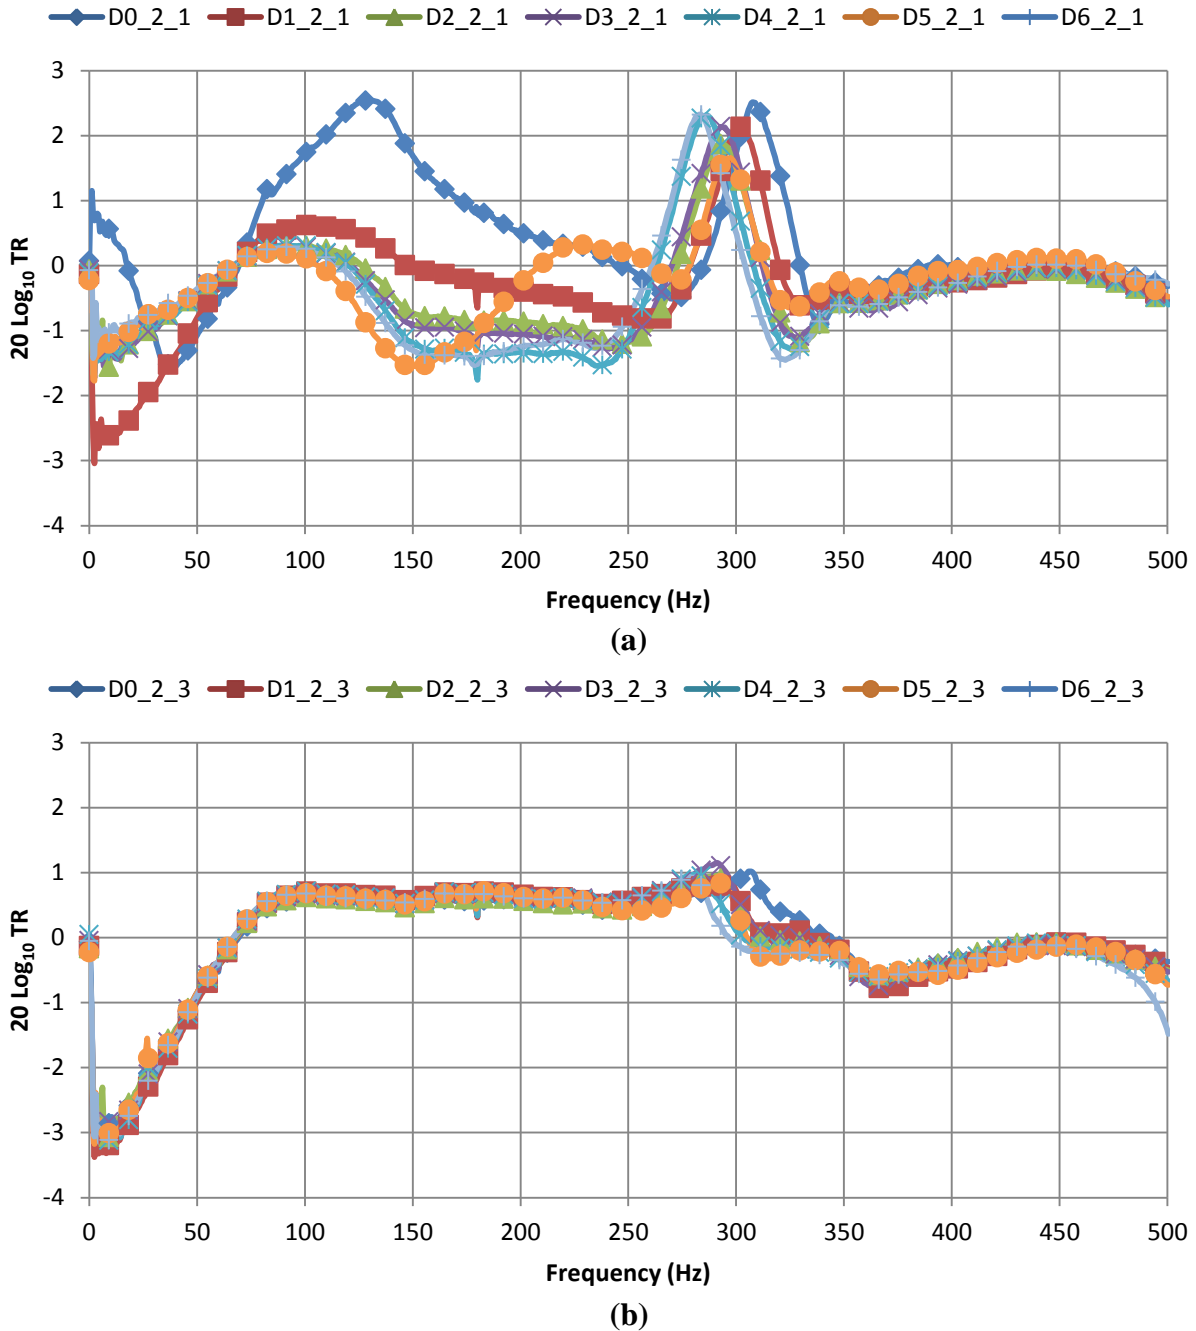 (a)
D0_2_1 D1_2_1 D2_2_1 D3_2_1 D4_2_1 D5_2_1 D6_2_1
3
2
1
0
-1
-2
-3
-4
20 Log10 TR
0 50 100 150 200 250 300 350 400 450 500
Frequency (Hz)
(a)
D0_2_3 D1_2_3 D2_2_3 D3_2_3 D4_2_3 D5_2_3 D6_2_3
3
2
1
0
-1
-2
-3
-4
20 Log10 TR
0 50 100 150 200 250 300 350 400 450 500
Frequency (Hz)
(b)